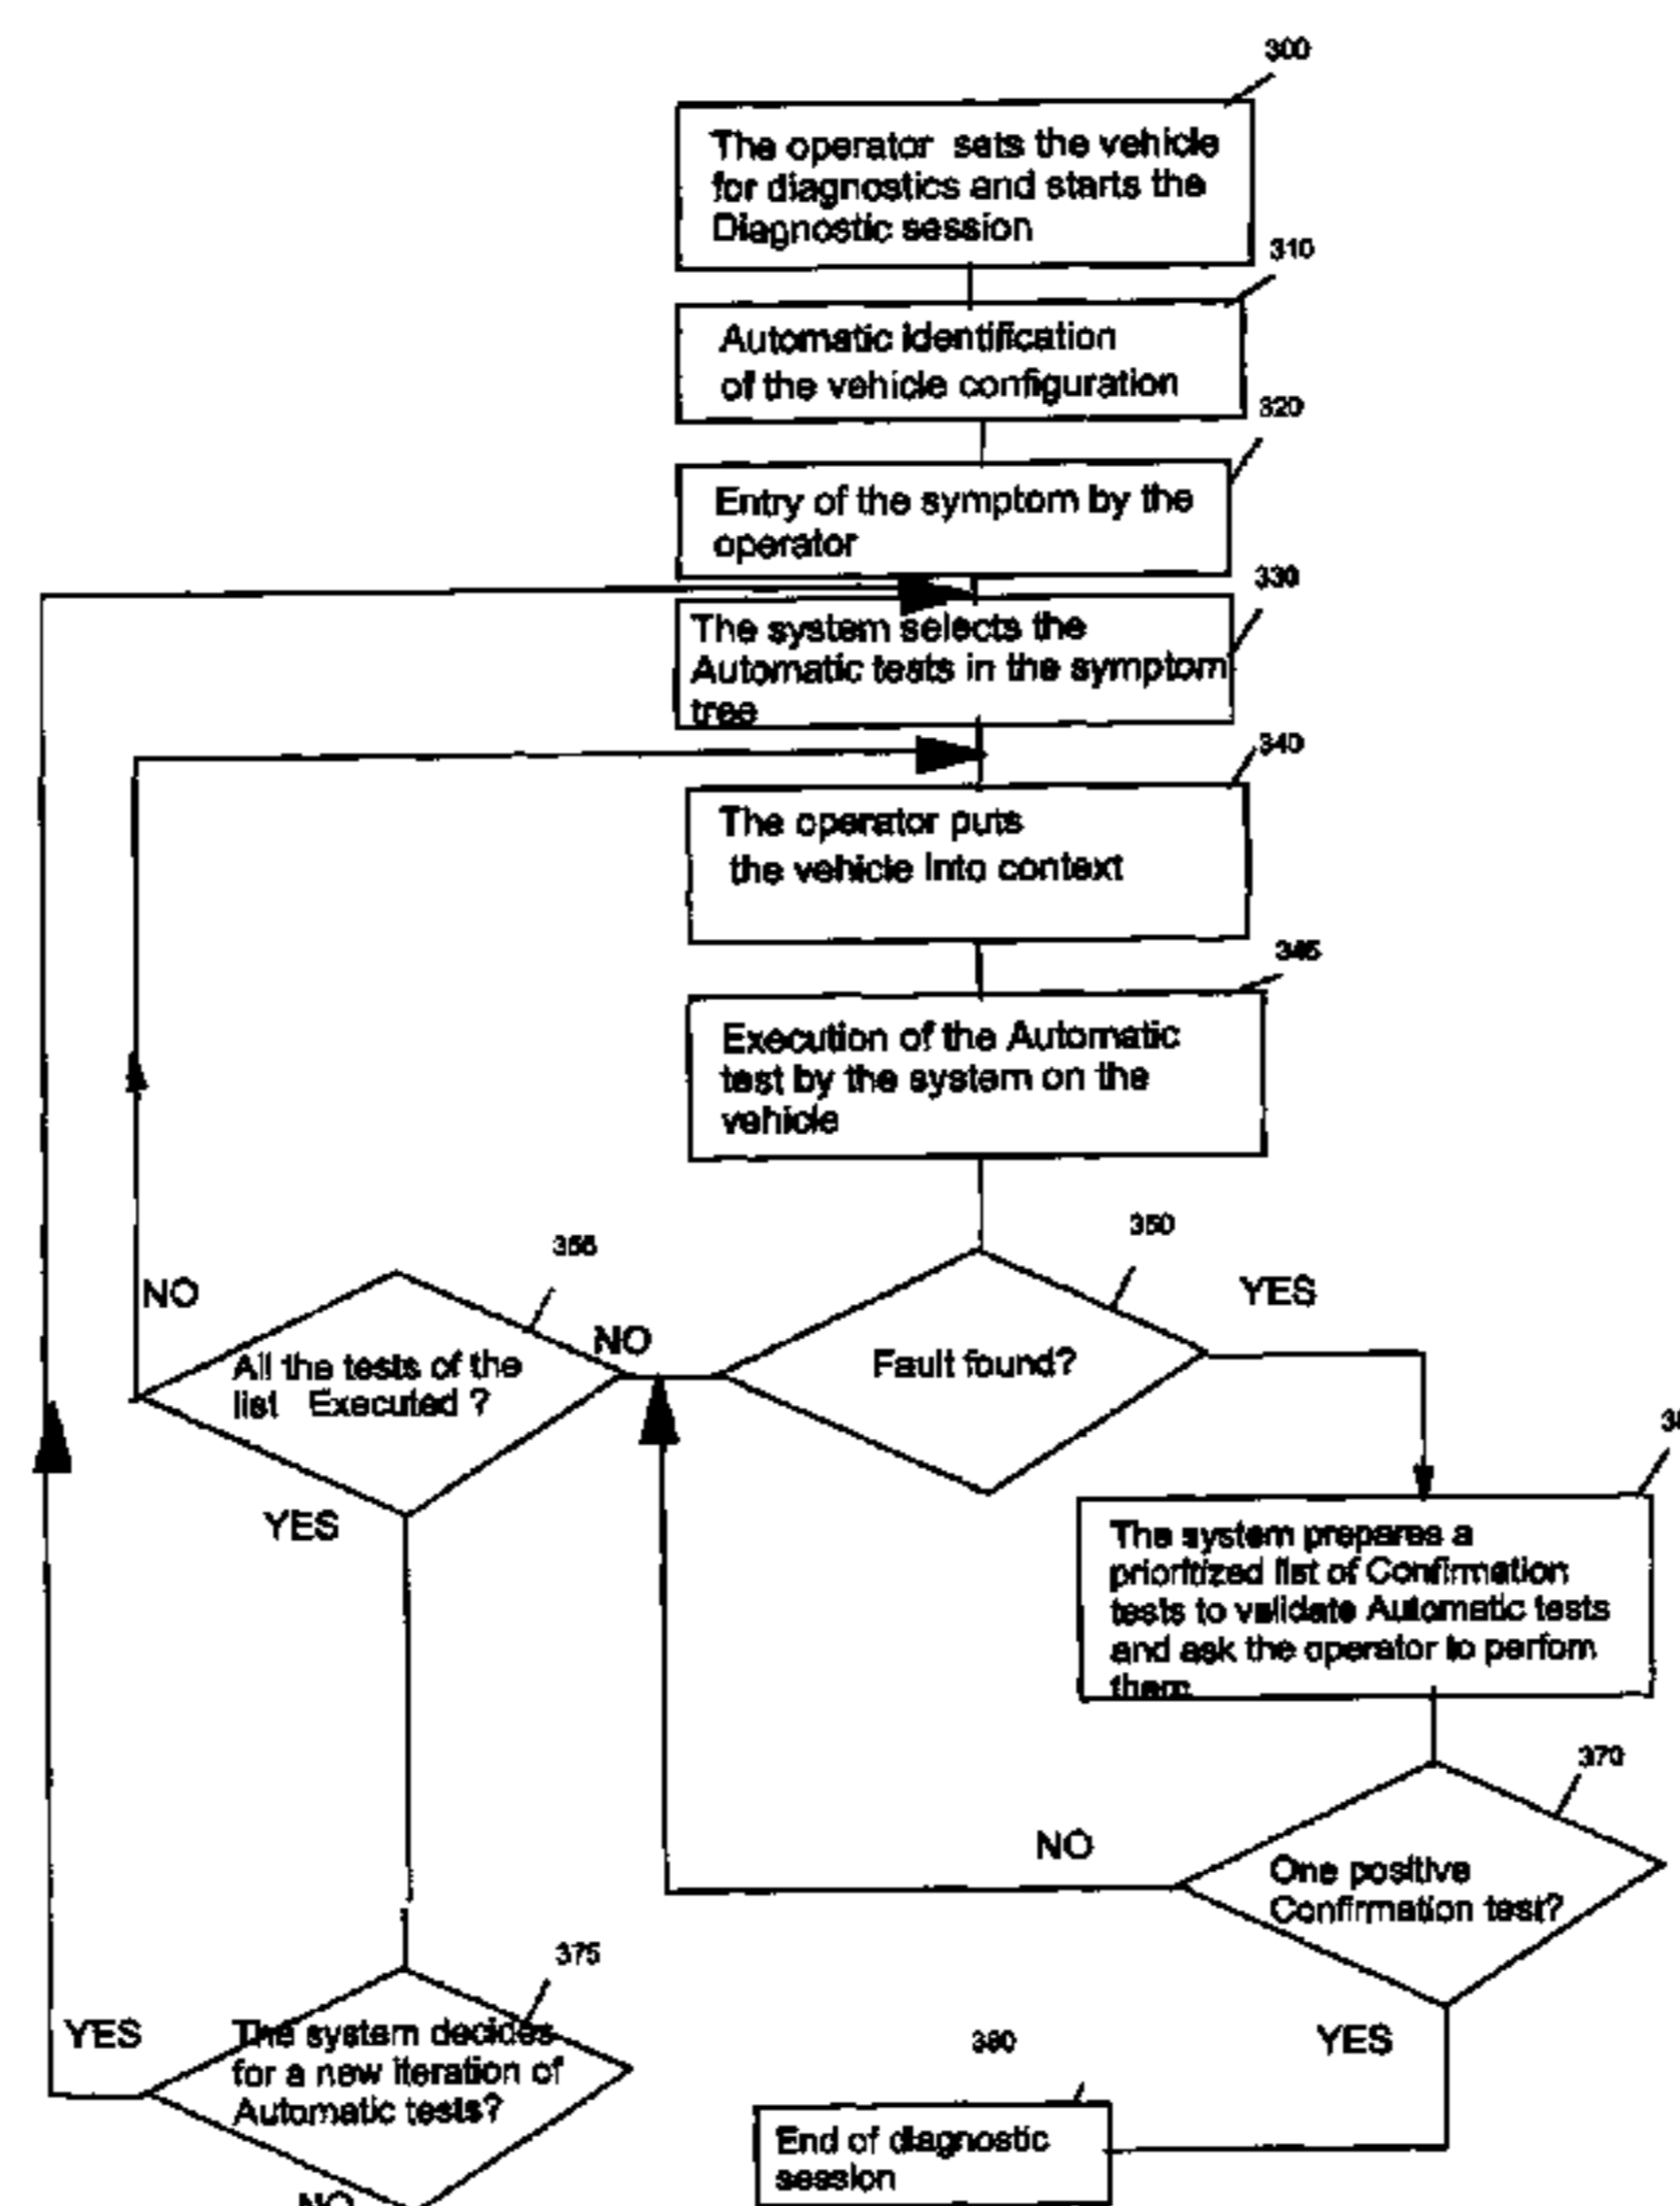 300
The operator sets the vehicle
for diagnostics and starts the
Diagnostic session
310
Automatic identification
of the vehicle configuration
320
Entry of the symptom by the
operator
330
The system selects the
Automatic tests in the symptom
tree
340
The operator puts
the vehicle into context
345
Execution of the Automatic
test by the system on the
vehicle
350
355
YES
NO
NO
Fault found?
All the tests of the
list Executed ?
YES
The system prepares a
prioritized list of Confirmation
tests to validate Automatic tests
and ask the operator to perfom
them
370
NO
One positive
Confirmation test?
375
YES
The system decides
for a new iteration of
Automatic tests?
YES
380
End of diagnostic
session
NO